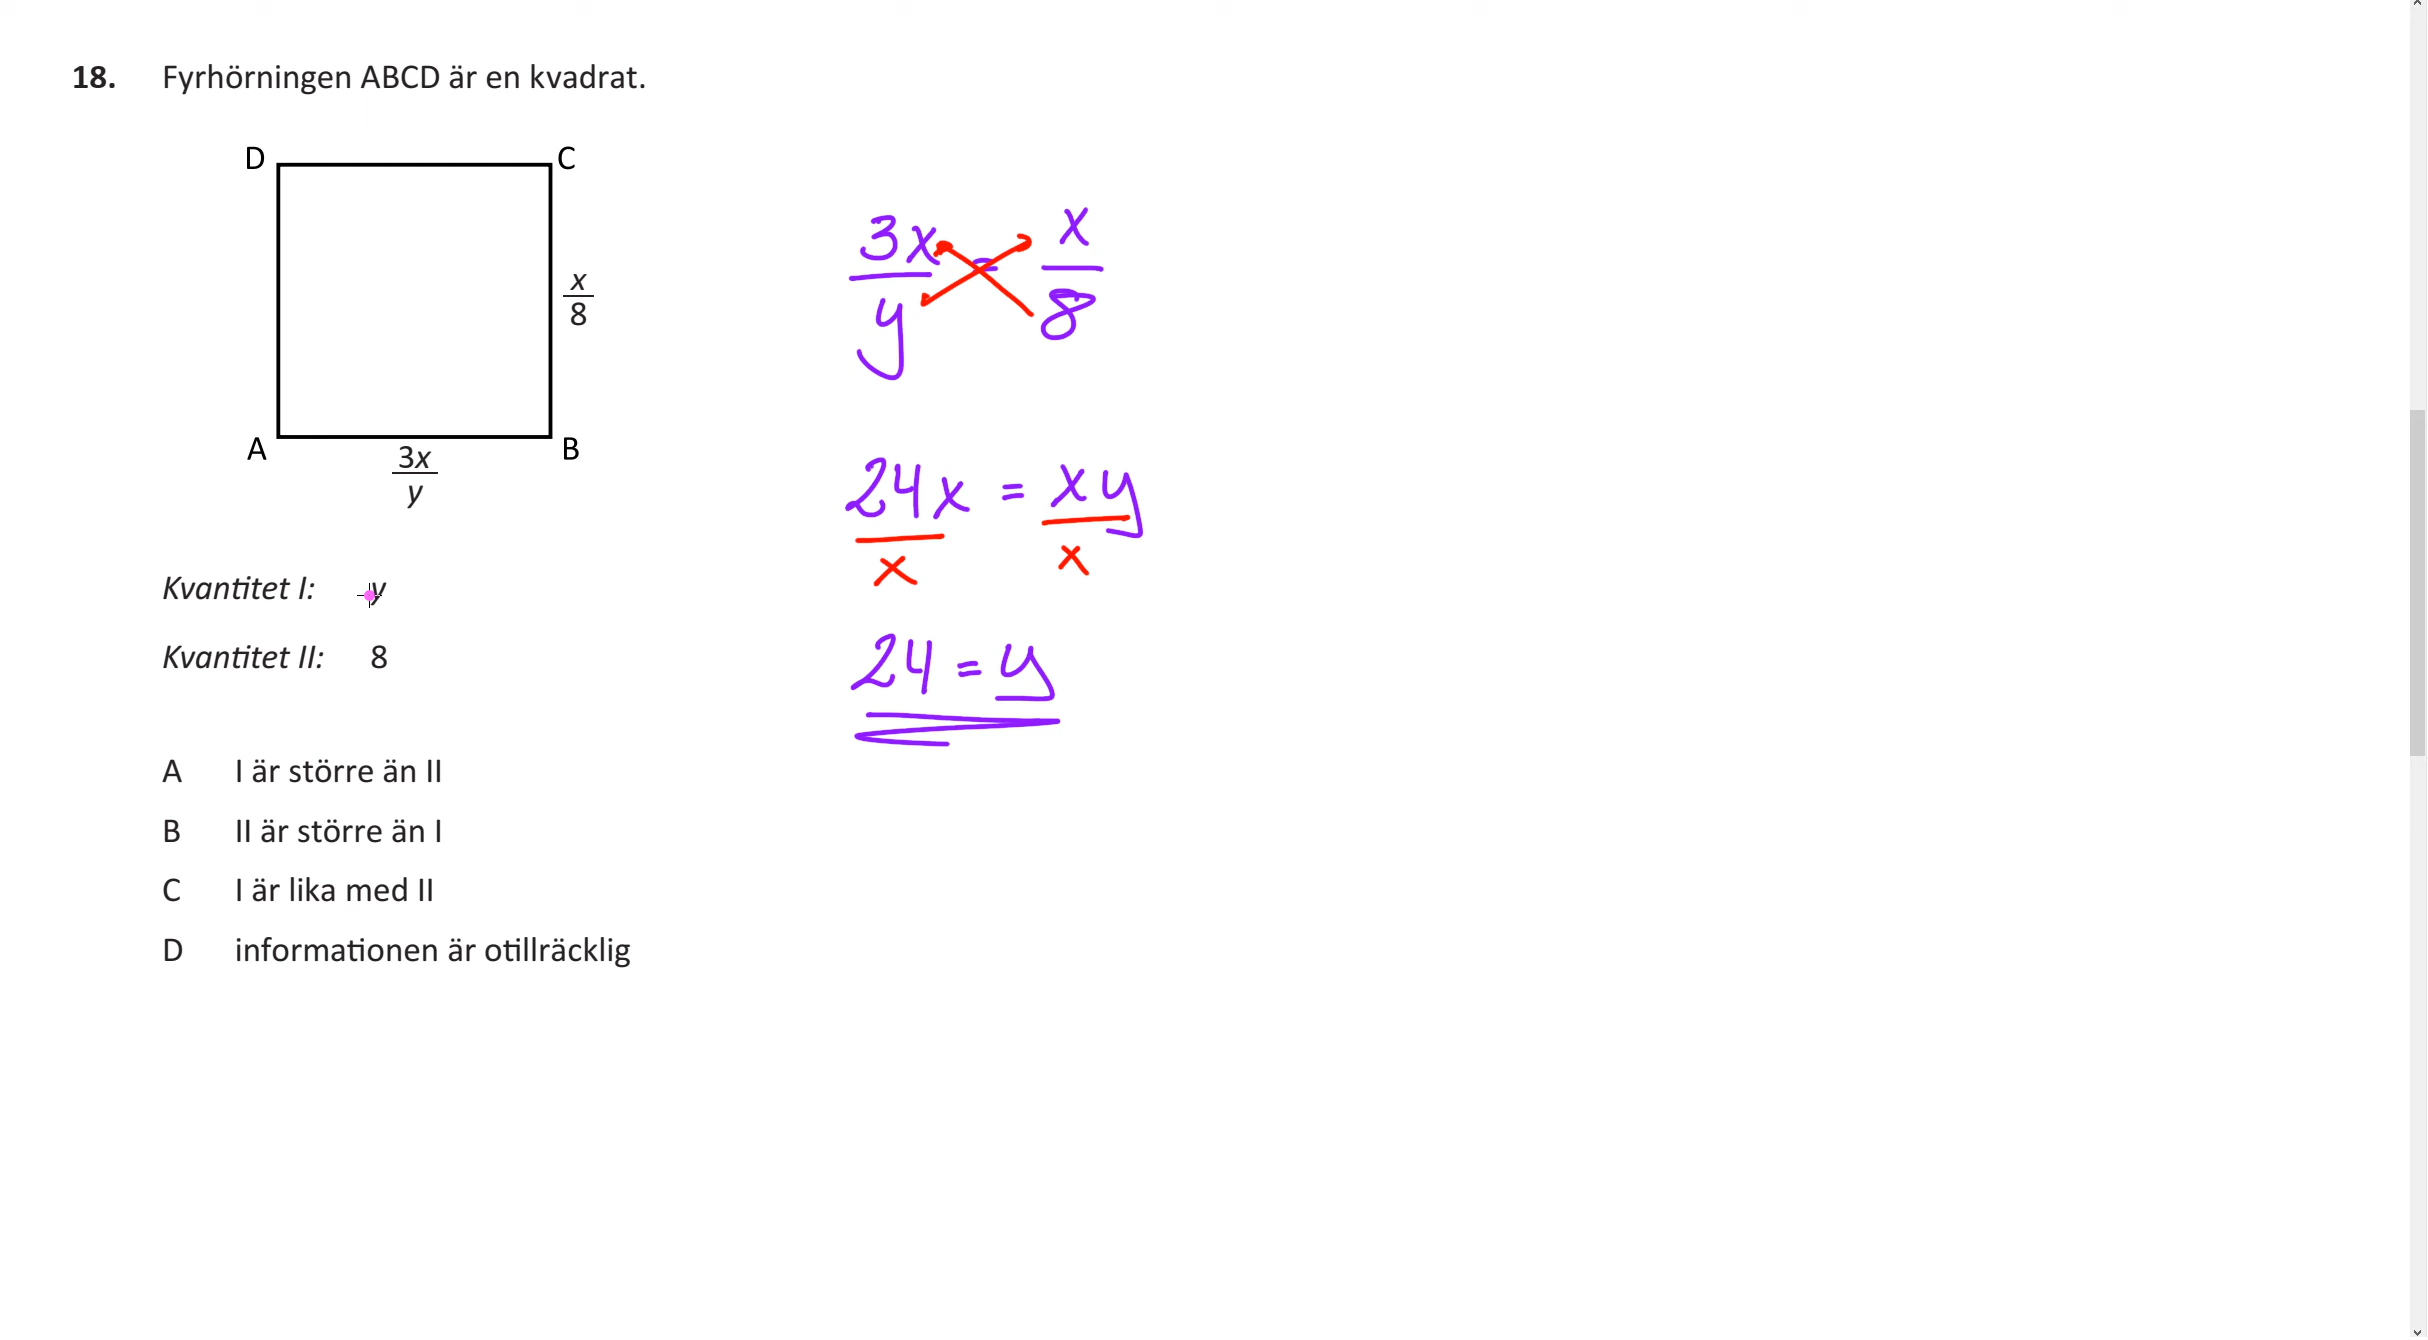 18. Fyrhörningen ABCD är en kvadrat.
D C
x
8
A B
3x
y
Kvantitet I: y
Kvantitet II: 8
A I är större än II
B II är större än I
C I är lika med II
D informationen är otillräcklig
3x = x
y 8
24x = xy
x x
24 = y